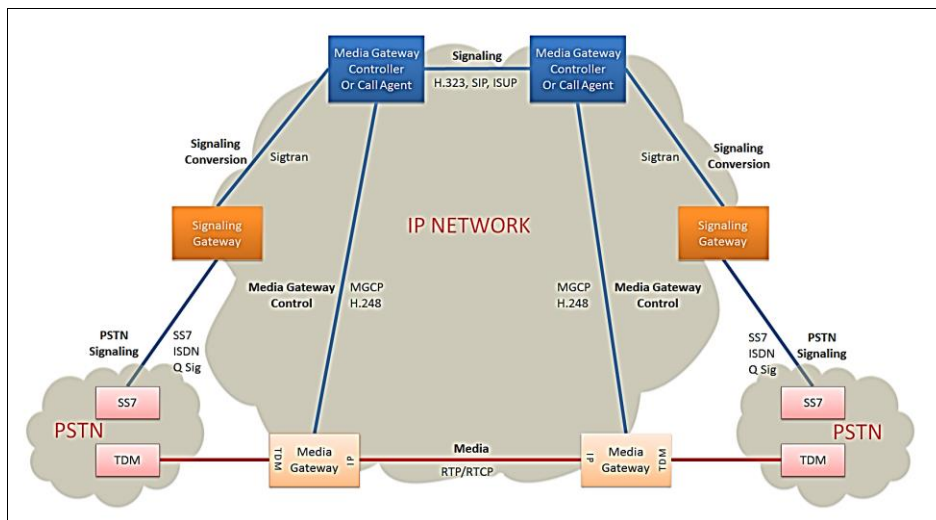 Media Gateway
Controller
Or Call Agent
Signaling
H.323, SIP, ISUP
Media Gateway
Controller
Or Call Agent
Signaling
Conversion
Sigtran
Sigtran
Signaling
Conversion
Signaling
Gateway
IP NETWORK
Signaling
Gateway
Media Gateway
Control
MGCP
H.248
MGCP
H.248
Media Gateway
Control
PSTN
Signaling
SS7
ISDN
Q Sig
SS7
ISDN
Q Sig
PSTN
Signaling
SS7
PSTN
TDM
TDM
Media
Gateway
IP
Media
RTP/RTCP
IP
Media
Gateway
TDM
SS7
PSTN
TDM